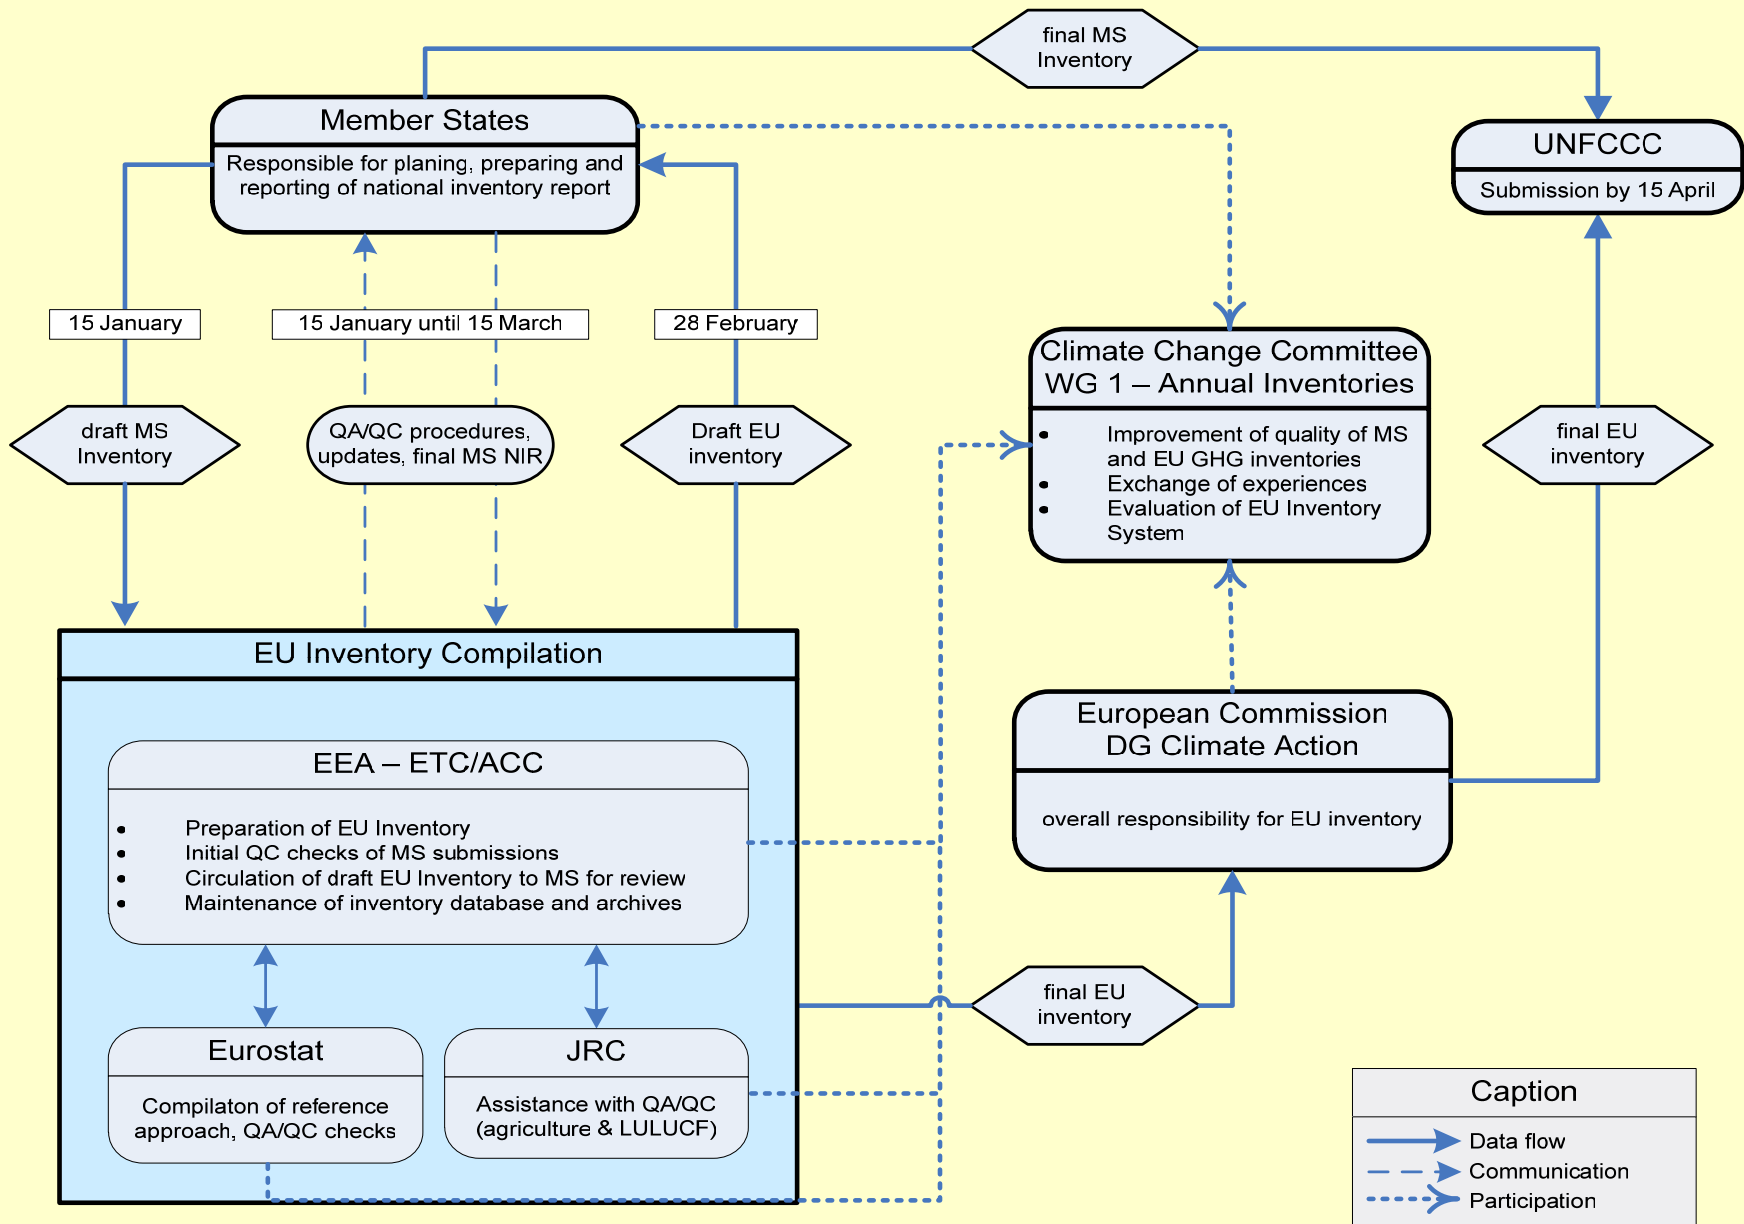 final MS
Inventory
Member States
Responsible for planing, preparing and
reporting of national inventory report
UNFCCC
Submission by 15 April
15 January
15 January until 15 March
28 February
draft MS
Inventory
QA/QC procedures,
updates, final MS NIR
Draft EU
inventory
Climate Change Committee
WG 1 – Annual Inventories
• Improvement of quality of MS
and EU GHG inventories
• Exchange of experiences
• Evaluation of EU Inventory
System
final EU
inventory
EU Inventory Compilation
EEA – ETC/ACC
• Preparation of EU Inventory
• Initial QC checks of MS submissions
• Circulation of draft EU Inventory to MS for review
• Maintenance of inventory database and archives
European Commission
DG Climate Action
overall responsibility for EU inventory
final EU
inventory
Eurostat
Compilaton of reference
approach, QA/QC checks
JRC
Assistance with QA/QC
(agriculture & LULUCF)
Caption
Data flow
Communication
Participation